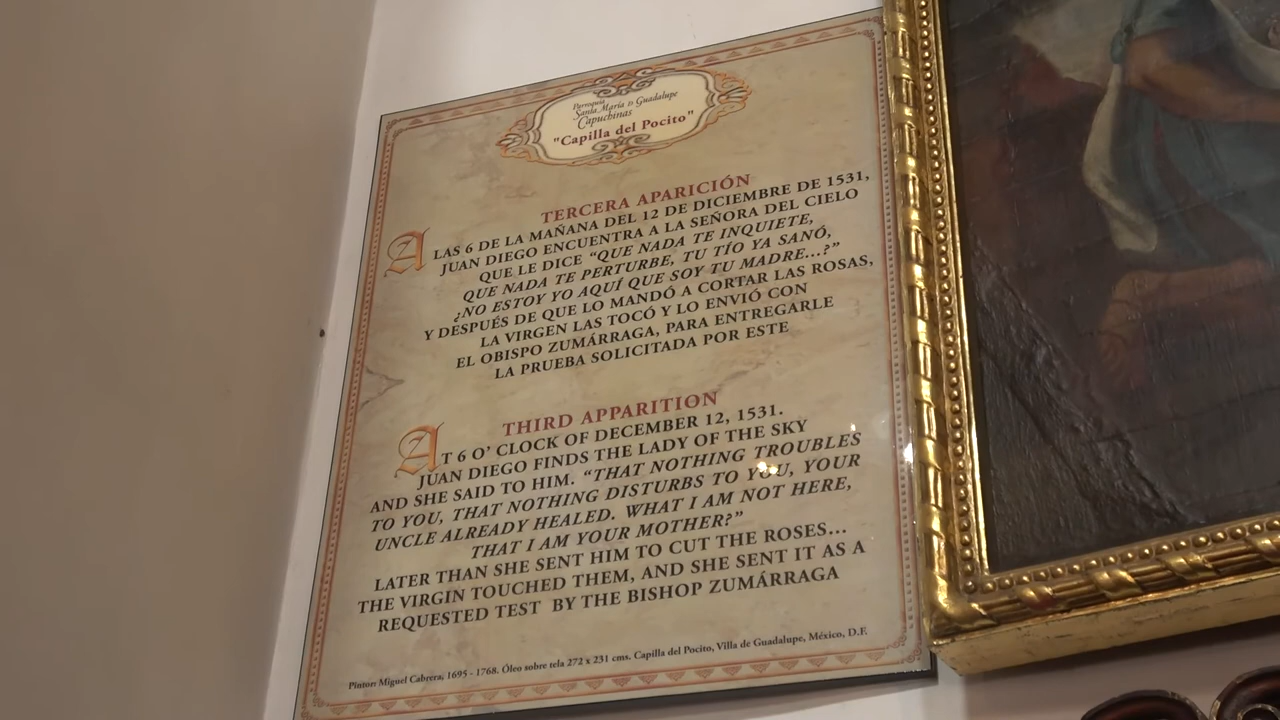 Parroquia
Santa María D Guadalupe
Capuchinas
"Capilla del Pocito"
TERCERA APARICIÓN
A LAS 6 DE LA MAÑANA DEL 12 DE DICIEMBRE DE 1531,
JUAN DIEGO ENCUENTRA A LA SEÑORA DEL CIELO
QUE LE DICE “QUE NADA TE INQUIETE,
QUE NADA TE PERTURBE, TU TÍO YA SANÓ,
¿NO ESTOY YO AQUÍ QUE SOY TU MADRE...?”
Y DESPUÉS DE QUE LO MANDÓ A CORTAR LAS ROSAS,
LA VIRGEN LAS TOCÓ Y LO ENVIÓ CON
EL OBISPO ZUMÁRRAGA, PARA ENTREGARLE
LA PRUEBA SOLICITADA POR ESTE
THIRD APPARITION
AT 6 O’ CLOCK OF DECEMBER 12, 1531.
JUAN DIEGO FINDS THE LADY OF THE SKY
AND SHE SAID TO HIM. “THAT NOTHING TROUBLES
TO YOU, THAT NOTHING DISTURBS TO YOU, YOUR
UNCLE ALREADY HEALED. WHAT I AM NOT HERE,
THAT I AM YOUR MOTHER?”
LATER THAN SHE SENT HIM TO CUT THE ROSES...
THE VIRGIN TOUCHED THEM, AND SHE SENT IT AS A
REQUESTED TEST BY THE BISHOP ZUMÁRRAGA
Pintor: Miguel Cabrera, 1695 - 1768. Óleo sobre tela 272 x 231 cms. Capilla del Pocito, Villa de Guadalupe, México, D.F.